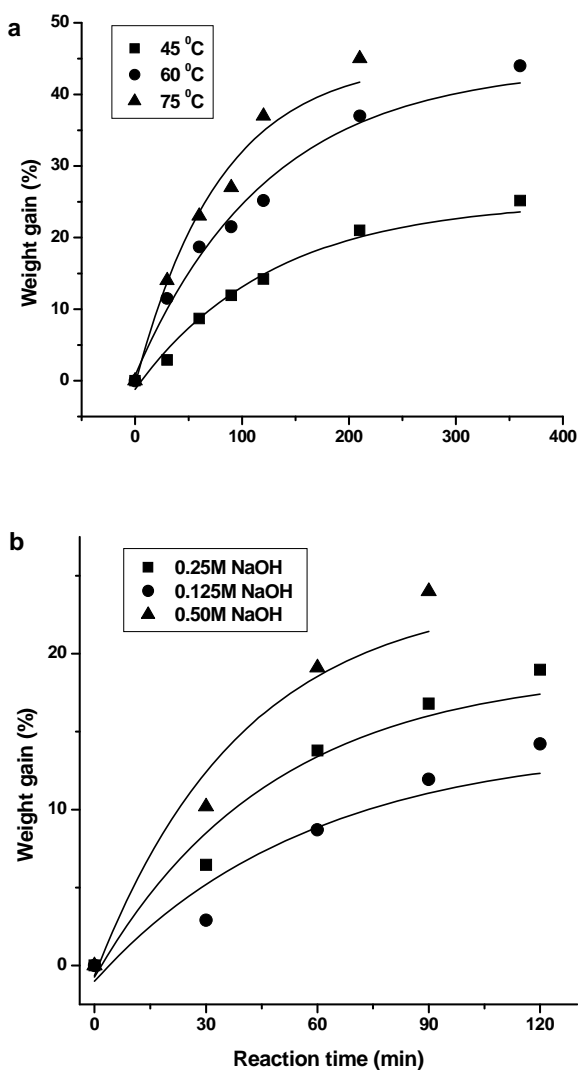 a
45 ⁰C
60 ⁰C
75 ⁰C
Weight gain (%)
50
40
30
20
10
0
0 100 200 300 400
b
0.25M NaOH
0.125M NaOH
0.50M NaOH
Weight gain (%)
20
10
0
0 30 60 90 120
Reaction time (min)